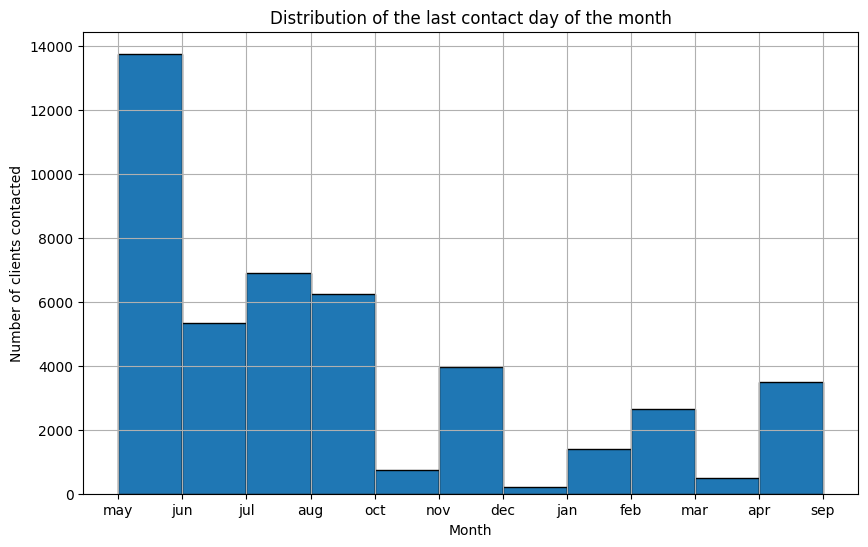 Distribution of the last contact day of the month
14000
12000
10000
8000
6000
4000
2000
0
Number of clients contacted
may jun jul aug oct nov dec jan feb mar apr sep
Month